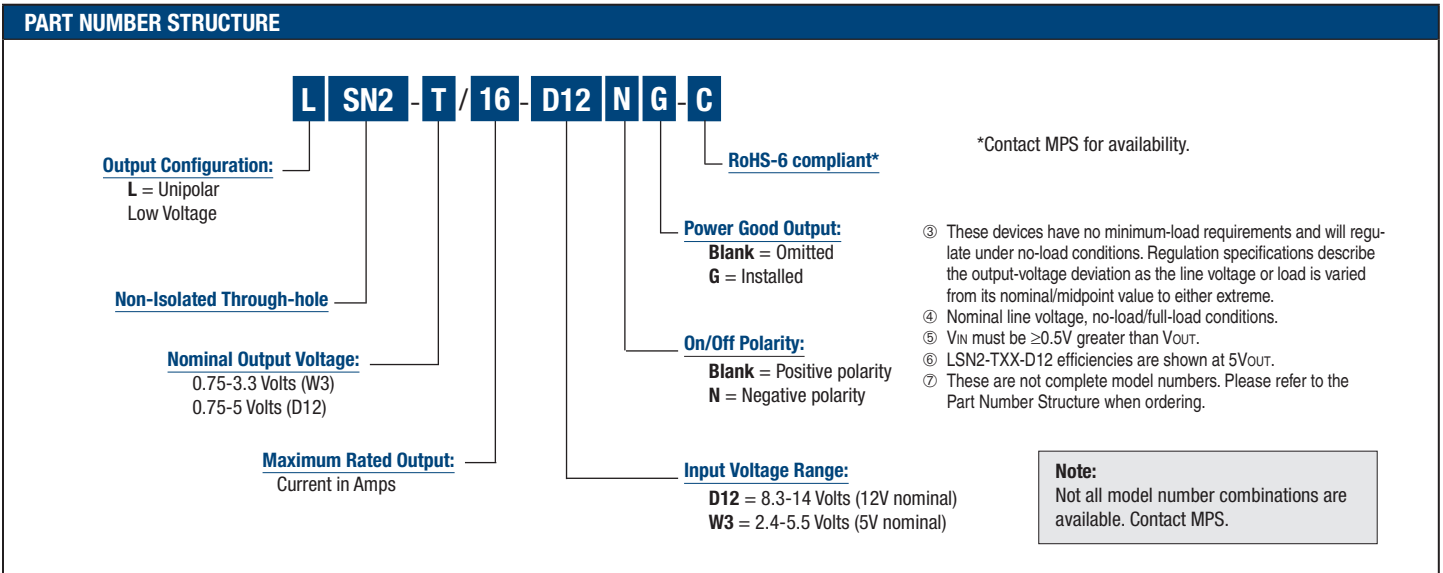 PART NUMBER STRUCTURE
L SN2 - T / 16 - D12 N G - C
Output Configuration:
L = Unipolar
Low Voltage
Non-Isolated Through-hole
Nominal Output Voltage:
0.75-3.3 Volts (W3)
0.75-5 Volts (D12)
Maximum Rated Output:
Current in Amps
RoHS-6 compliant*
Power Good Output:
Blank = Omitted
G = Installed
On/Off Polarity:
Blank = Positive polarity
N = Negative polarity
Input Voltage Range:
D12 = 8.3-14 Volts (12V nominal)
W3 = 2.4-5.5 Volts (5V nominal)
*Contact MPS for availability.
③ These devices have no minimum-load requirements and will regu-
late under no-load conditions. Regulation specifications describe
the output-voltage deviation as the line voltage or load is varied
from its nominal/midpoint value to either extreme.
④ Nominal line voltage, no-load/full-load conditions.
⑤ VIN must be ≥0.5V greater than VOUT.
⑥ LSN2-TXX-D12 efficiencies are shown at 5VOUT.
⑦ These are not complete model numbers. Please refer to the
Part Number Structure when ordering.
Note:
Not all model number combinations are
available. Contact MPS.